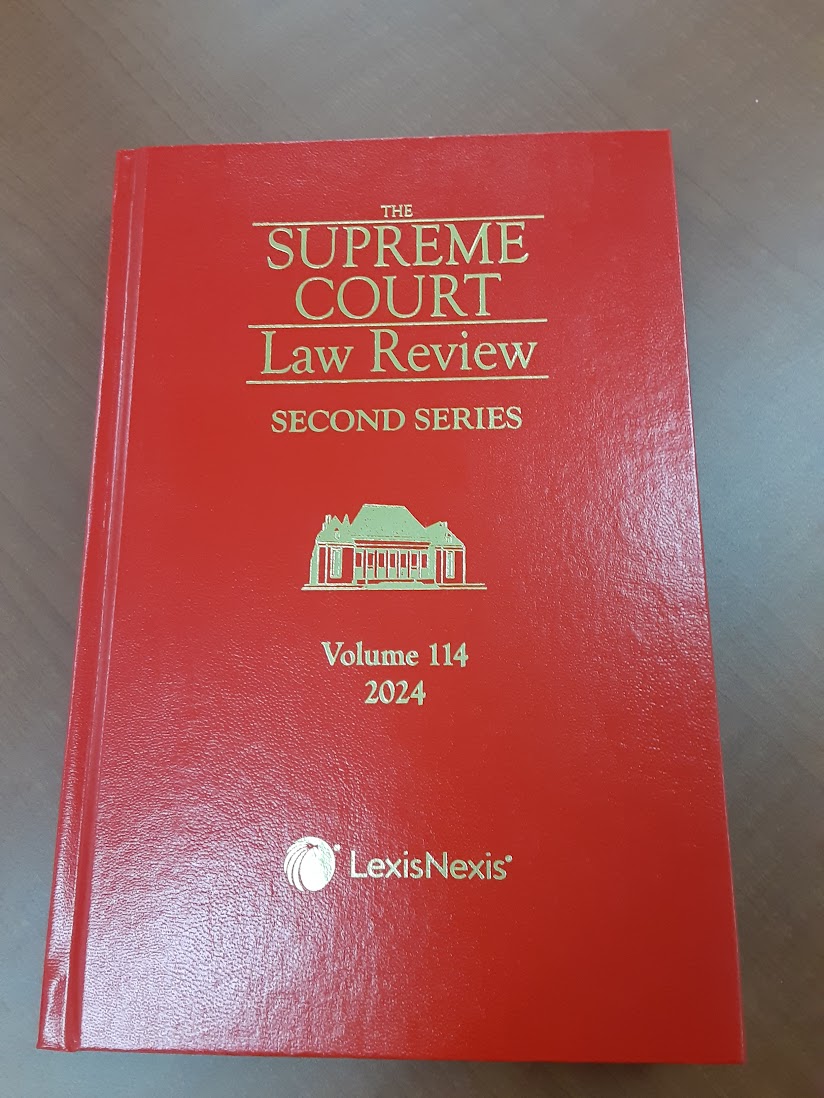 THE
SUPREME
COURT
Law Review
SECOND SERIES
Volume 114
2024
LexisNexis®